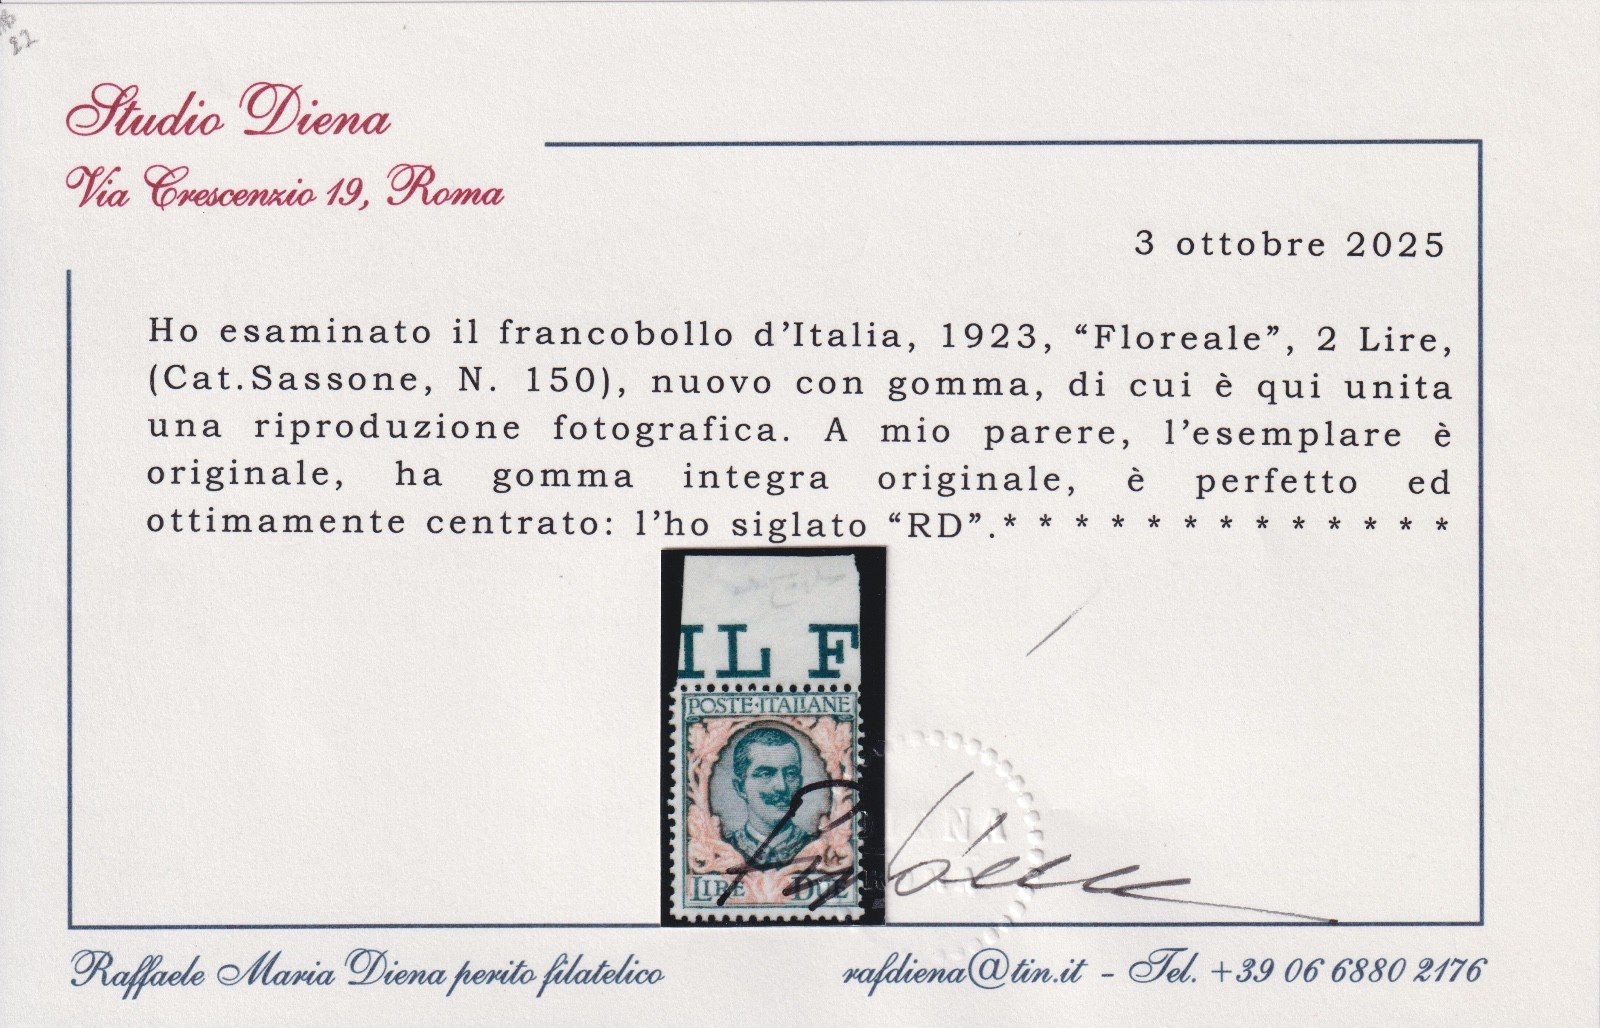 22
Studio Diena
Via Crescenzio 19, Roma
3 ottobre 2025
Ho esaminato il francobollo d'Italia, 1923, “Floreale”, 2 Lire,
(Cat.Sassone, N. 150), nuovo con gomma, di cui è qui unita
una riproduzione fotografica. A mio parere, l'esemplare è
originale, ha gomma integra originale, è perfetto ed
ottimamente centrato: l'ho siglato “RD”.* * * * * * * * * * * * *
IL F
POSTE·ITALIANE
LIRE DUE
Raffaele Maria Diena perito filatelico
rafdiena@tin.it - Tel. +39 06 6880 2176